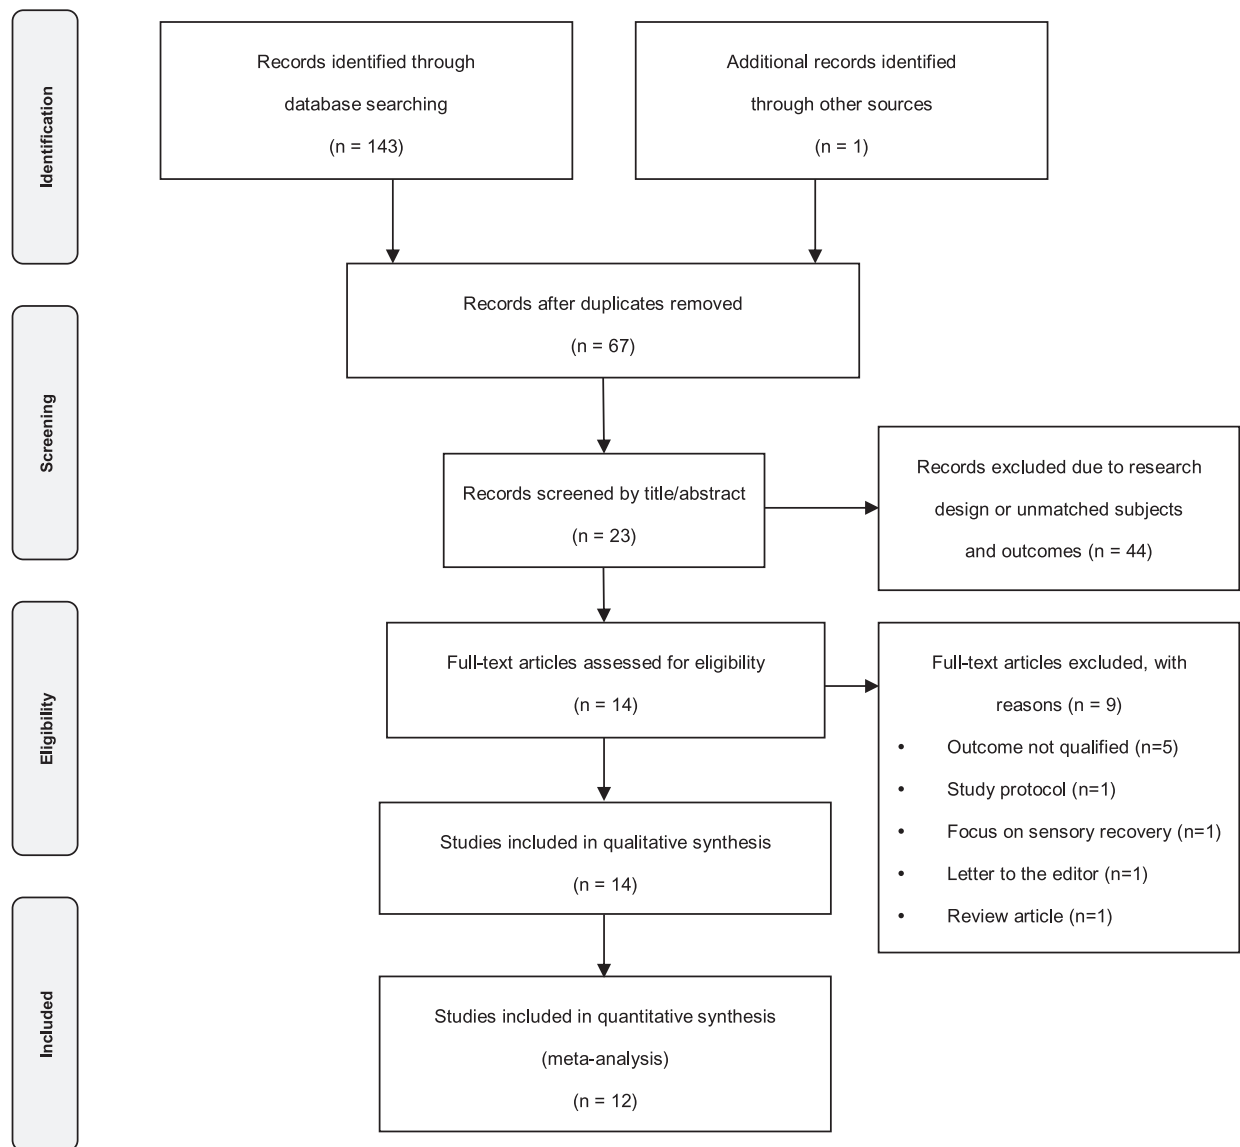 Identification
Records identified through
database searching
(n = 143)
Additional records identified
through other sources
(n = 1)
Records after duplicates removed
(n = 67)
Screening
Records screened by title/abstract
(n = 23)
Records excluded due to research
design or unmatched subjects
and outcomes (n = 44)
Eligibility
Full-text articles assessed for eligibility
(n = 14)
Full-text articles excluded, with
reasons (n = 9)
• Outcome not qualified (n=5)
• Study protocol (n=1)
• Focus on sensory recovery (n=1)
• Letter to the editor (n=1)
• Review article (n=1)
Studies included in qualitative synthesis
(n = 14)
Included
Studies included in quantitative synthesis
(meta-analysis)
(n = 12)